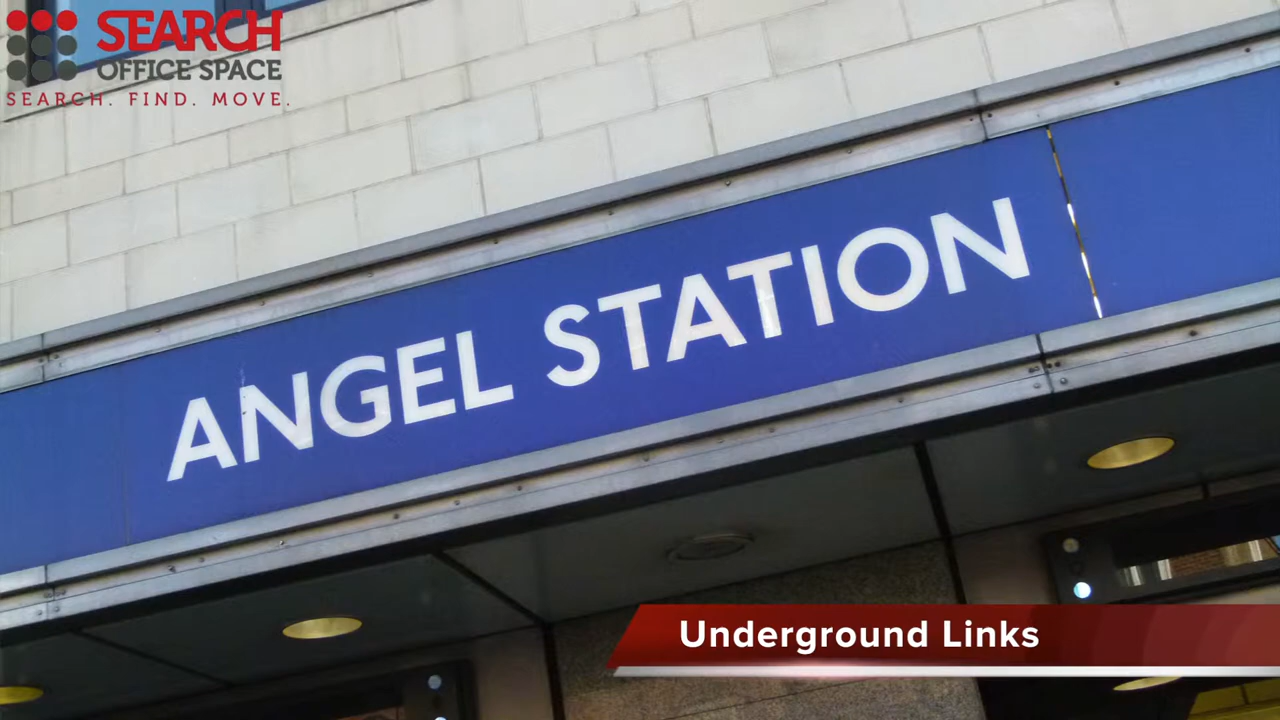 SEARCH
OFFICE SPACE
SEARCH. FIND. MOVE.
ANGEL STATION
Underground Links